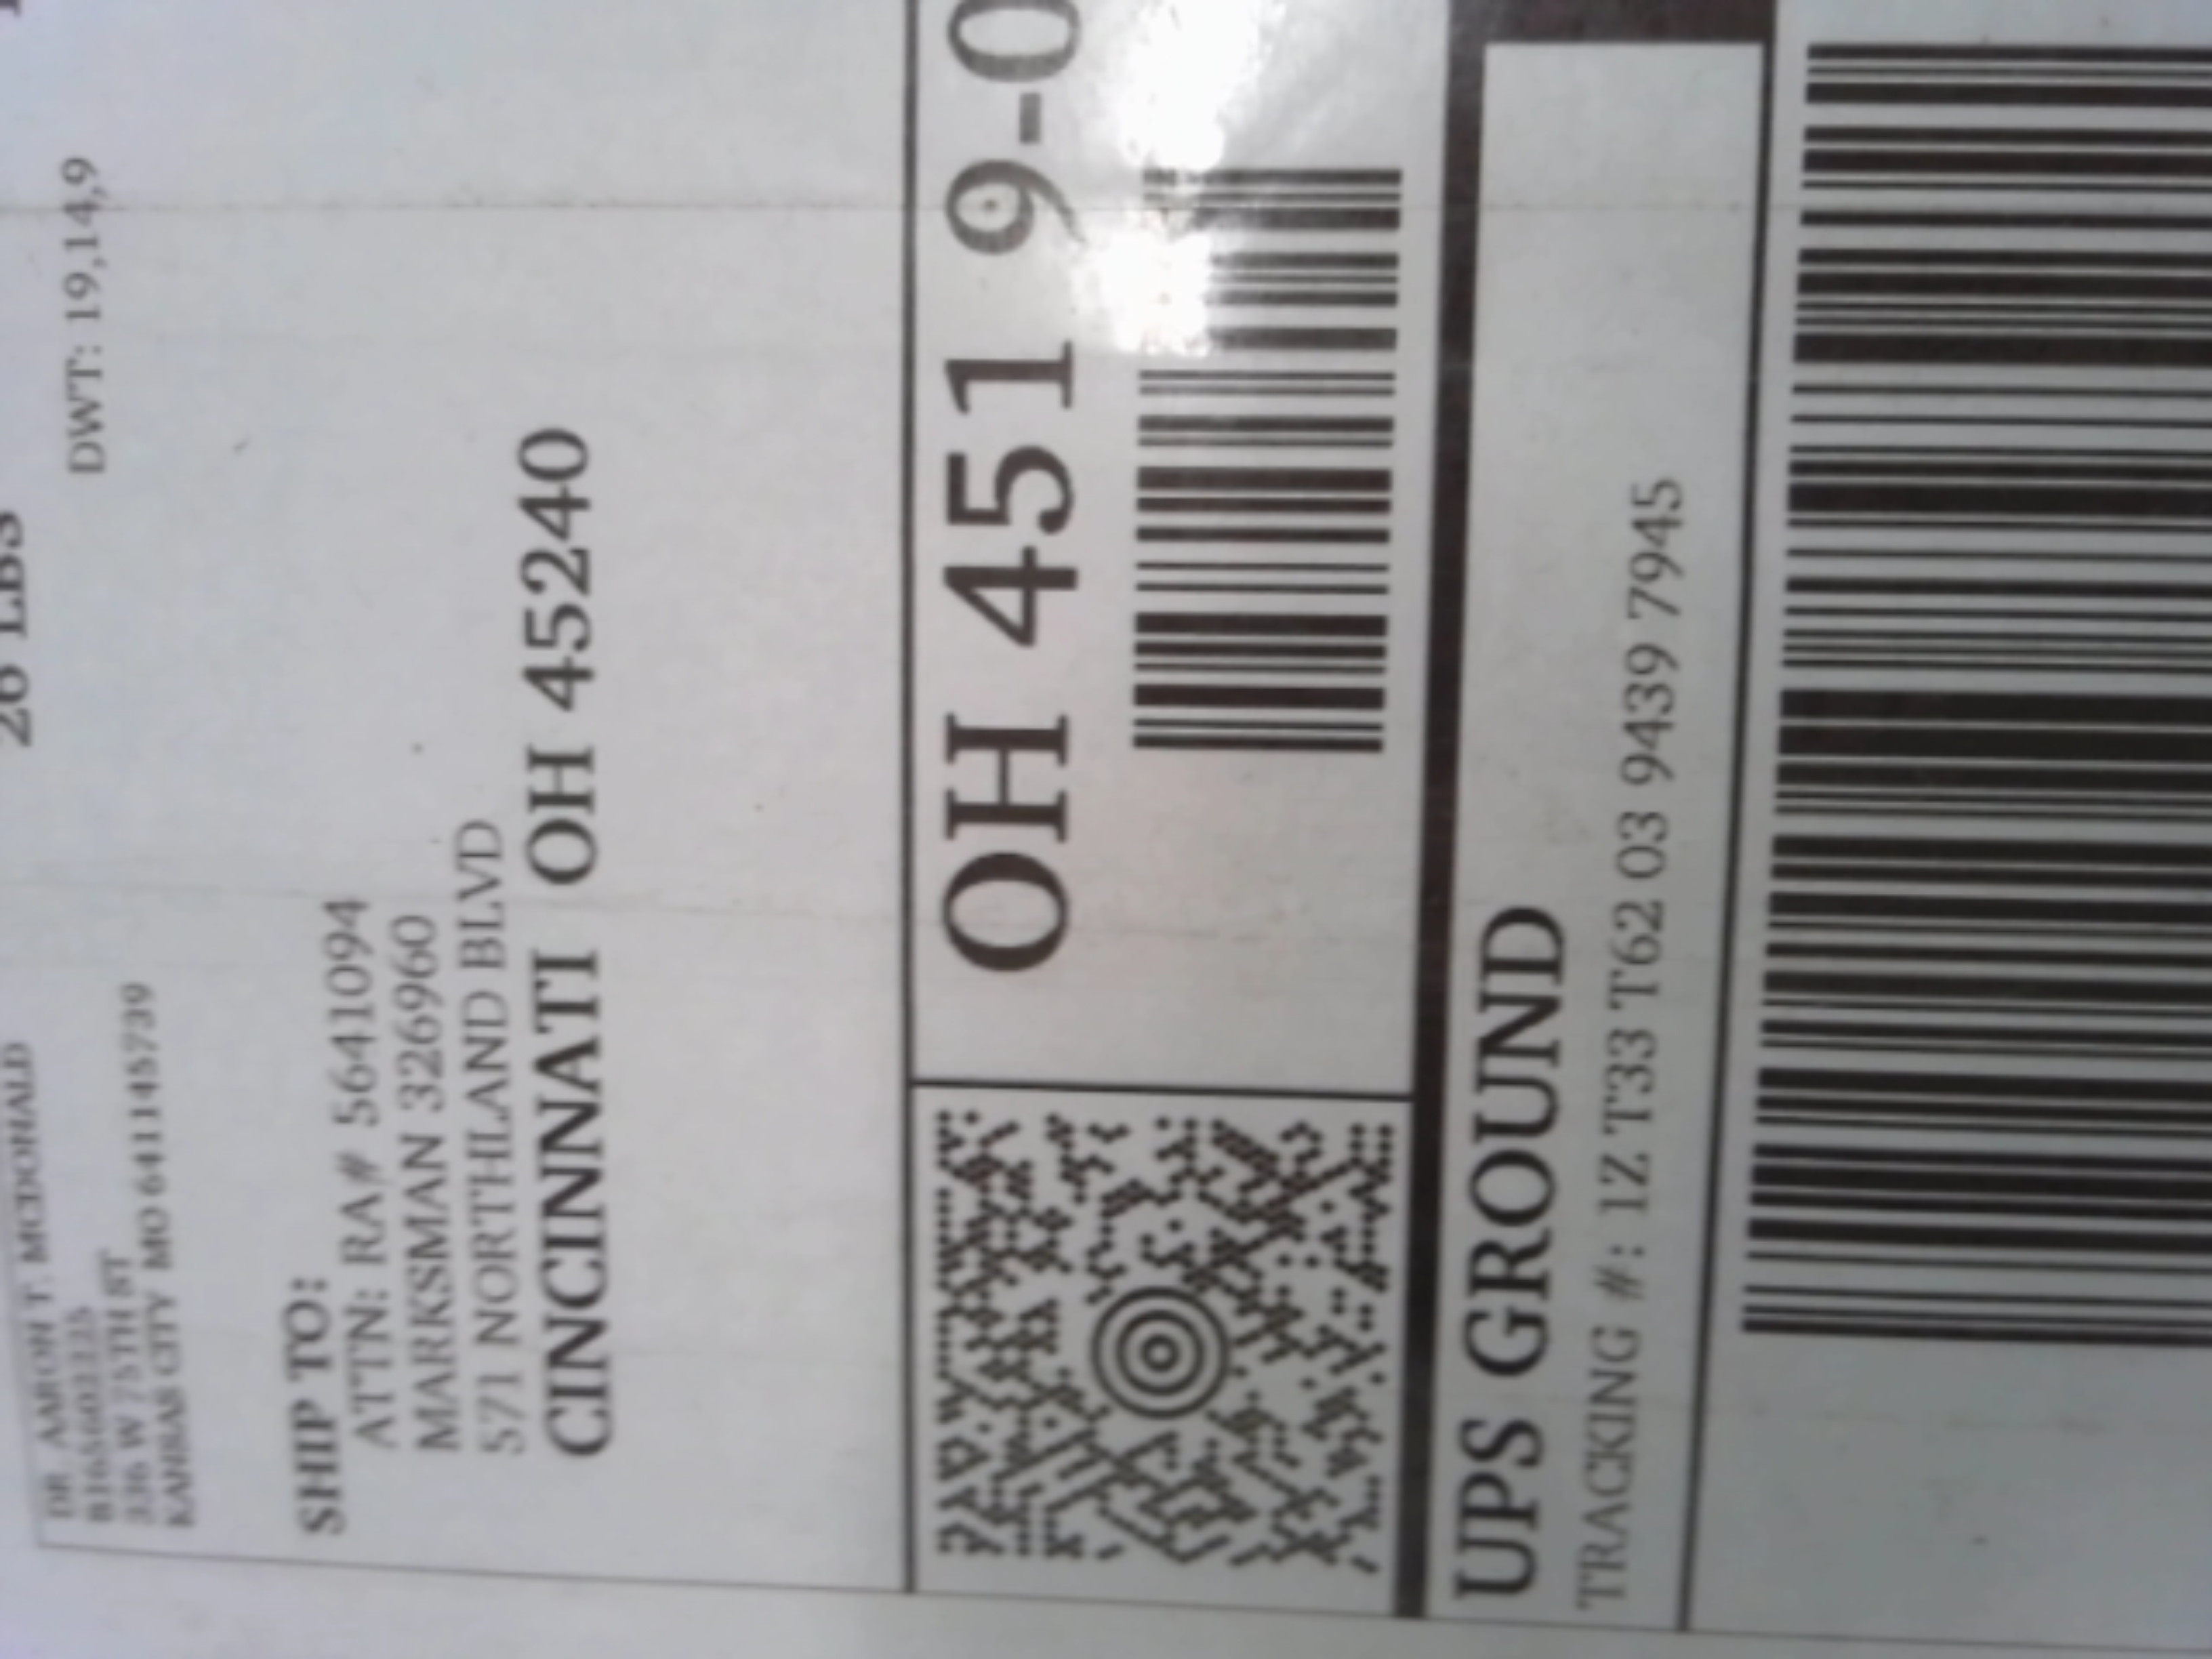 26 LBS
DWT: 19,14,9
DR. AARON T. MCDONALD
8165602225
336 W 75TH ST
KANSAS CITY MO 641145739
SHIP TO:
ATTN: RA# 5641094
MARKSMAN 326960
571 NORTHLAND BLVD
CINCINNATI OH 45240
OH 451 9-0
UPS GROUND
TRACKING #: 1Z T33 T62 03 9439 7945